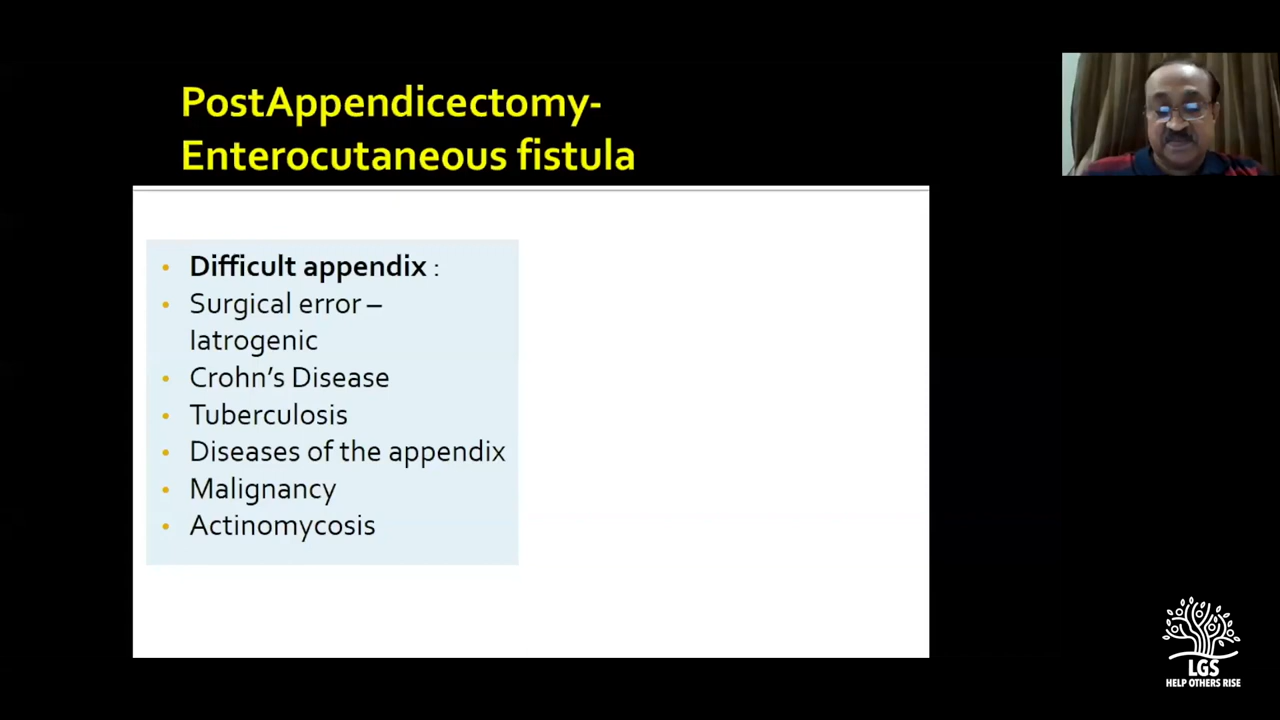 PostAppendicectomy-
Enterocutaneous fistula
• Difficult appendix :
• Surgical error –
Iatrogenic
• Crohn's Disease
• Tuberculosis
• Diseases of the appendix
• Malignancy
• Actinomycosis
LGS
HELP OTHERS RISE